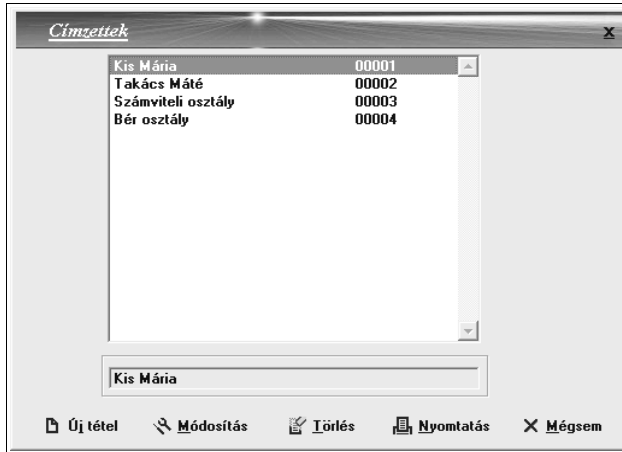 Címzettek x
Kis Mária 00001
Takács Máté 00002
Számviteli osztály 00003
Bér osztály 00004
Kis Mária
Új tétel Módosítás Törlés Nyomtatás Mégsem